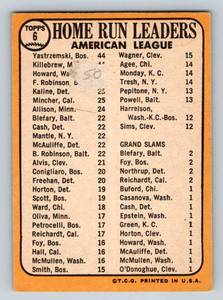 TOPPS
6
HOME RUN LEADERS
AMERICAN LEAGUE
Yastrzemski, Bos. 44
Killebrew, M
Howard, Wa
F. Robinson B
Kaline, Det. 25
Mincher, Cal. 25
Allison, Minn. 24
Blefary, Balt. 22
Cash, Det. 22
Mantle, N.Y. 22
McAuliffe, Det. 22
B. Robinson, Balt. 22
Alvis, Clev. 21
Conigliaro, Bos. 20
Freehan, Det. 20
Horton, Det. 19
Scott, Bos. 19
Ward, Chi. 18
Oliva, Minn. 17
Petrocelli, Bos. 17
Reichardt, Cal. 17
Foy, Bos. 16
Hall, Cal. 16
McMullen, Wash. 16
Smith, Bos. 15
Wagner, Clev. 15
Agee, Chi. 14
Monday, K.C. 14
Tresh, N.Y. 14
Pepitone, N.Y. 13
Powell, Balt. 13
Harrelson,
Wash.-K.C.-Bos. 12
Sims, Clev. 12
GRAND SLAMS
Blefary, Balt. 2
Foy, Bos. 2
Northrup, Det. 2
Reichardt, Cal. 2
Buford, Chi. 1
Casanova, Wash. 1
Cash, Det. 1
Epstein, Wash. 1
Green, K.C. 1
Horton, Clev. 1
Howard, Wash. 1
McAuliffe, Det. 1
McMullen, Wash. 1
O'Donoghue, Clev. 1
© T.C.G. PRINTED IN U.S.A.